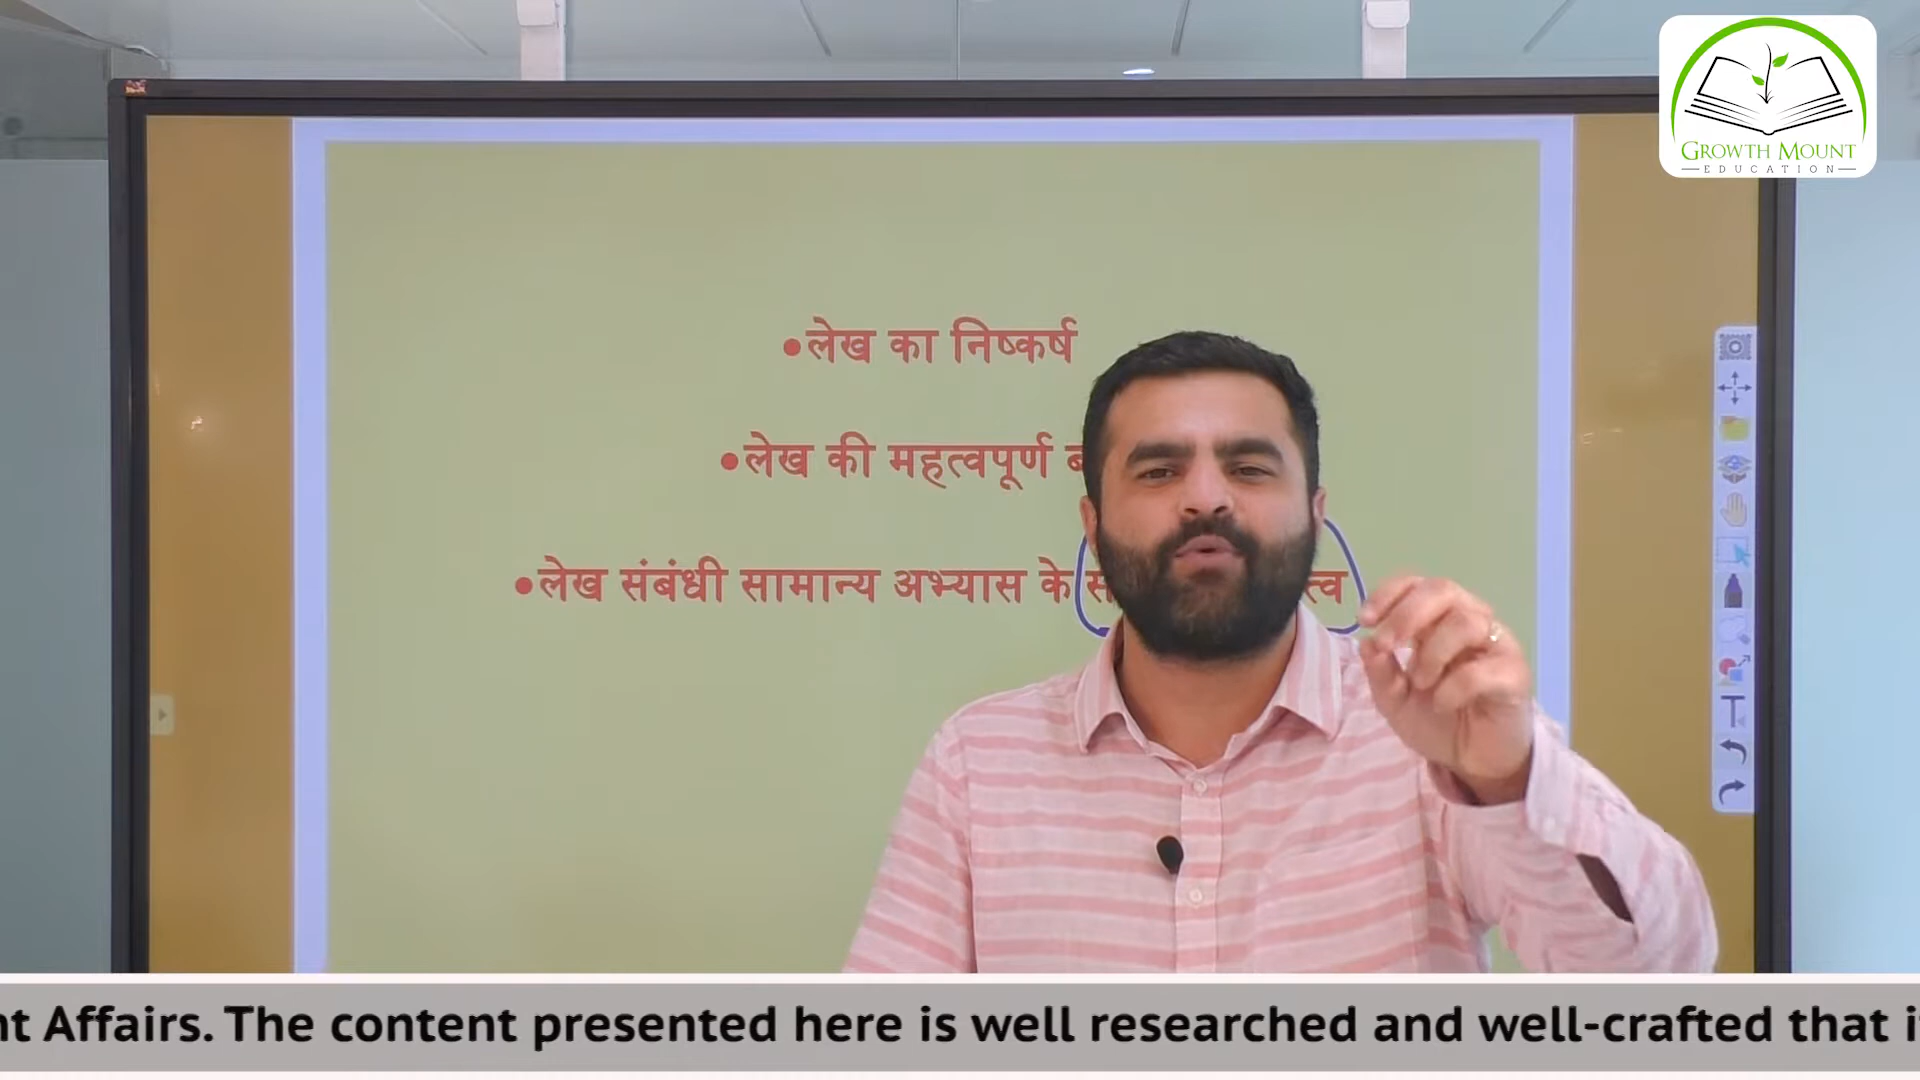 GROWTH MOUNT
EDUCATION
•लेख का निष्कर्ष
•लेख की महत्वपूर्ण
•लेख संबंधी सामान्य अभ्यास के
Affairs. The content presented here is well researched and well-crafted that